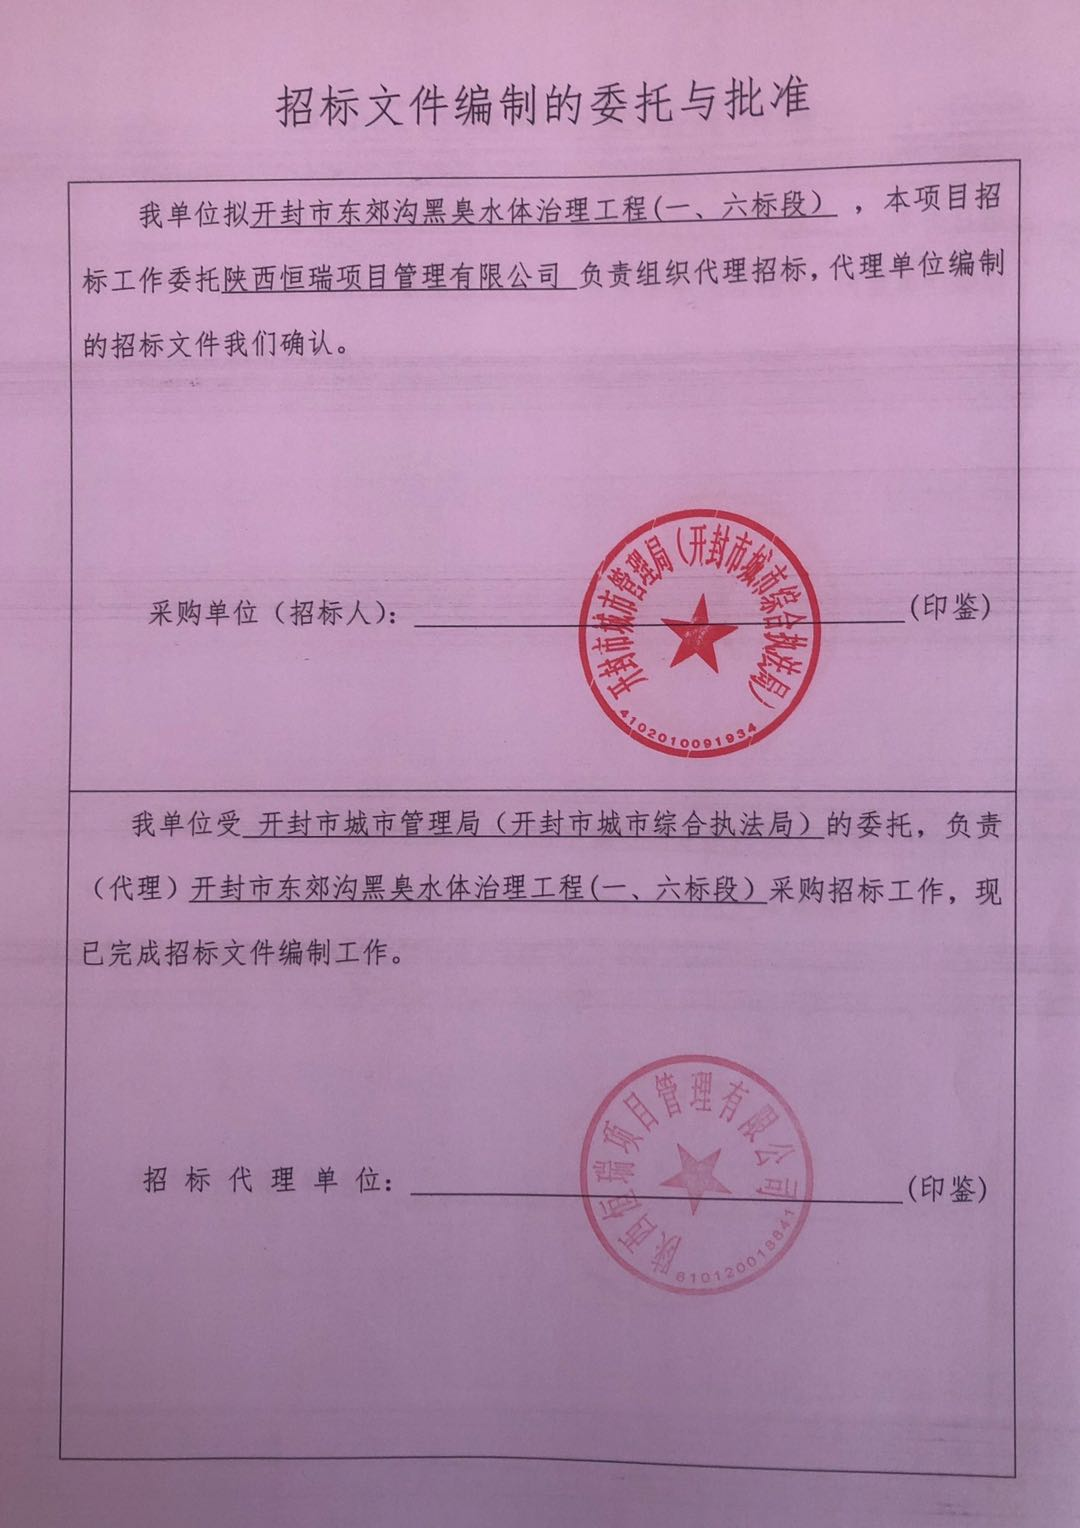 招标文件编制的委托与批准
我单位拟开封市东郊沟黑臭水体治理工程(一、六标段），本项目招
标工作委托陕西恒瑞项目管理有限公司 负责组织代理招标，代理单位编制
的招标文件我们确认。
开封市城市管理局（开封市城市综合执法局）
采购单位（招标人）：(印鉴)
4102010091934
我单位受 开封市城市管理局（开封市城市综合执法局）的委托，负责
（代理）开封市东郊沟黑臭水体治理工程(一、六标段）采购招标工作，现
已完成招标文件编制工作。
陕西恒瑞项目管理有限公司
招标代理单位：(印鉴)
610120018841